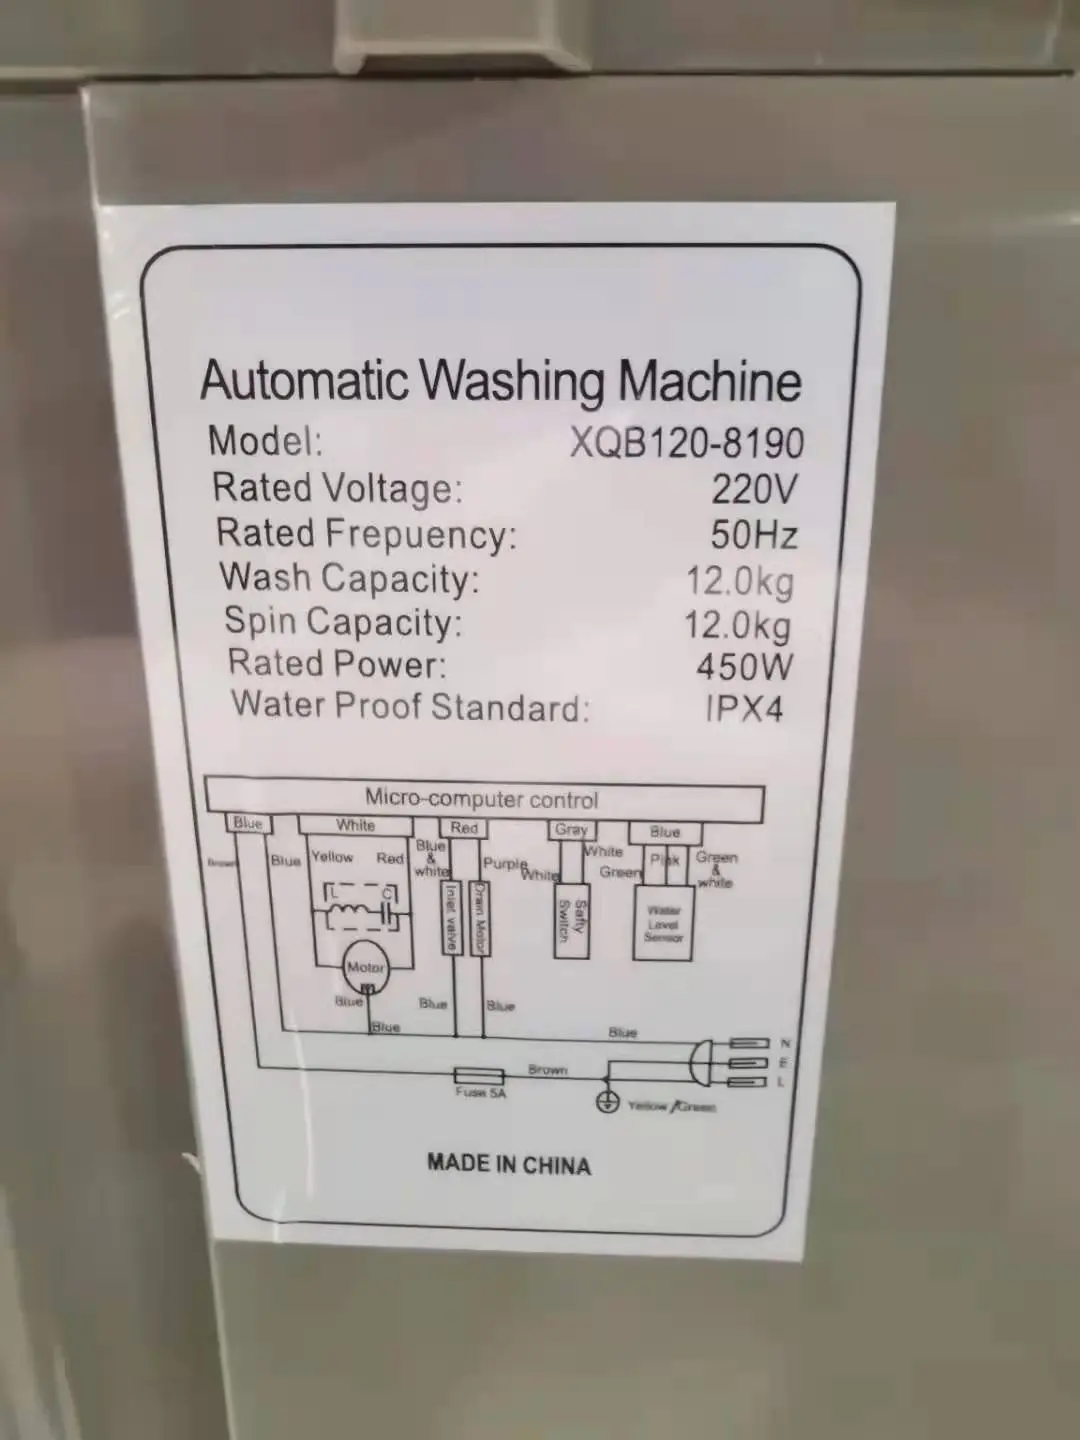 Automatic Washing Machine
Model: XQB120-8190
Rated Voltage: 220V
Rated Frepuency: 50Hz
Wash Capacity: 12.0kg
Spin Capacity: 12.0kg
Rated Power: 450W
Water Proof Standard: IPX4
Micro-computer control
Blue White Red Gray Blue
Brown Blue Yellow Red Blue & white Purple White White Green Pink Green & white
L C
Inlet valve
Drain Motor
Safty Switch
Water Level Sensor
Motor
Blue Blue Blue
Blue Blue N
E
Brown L
Fuse 5A Yellow/Green
MADE IN CHINA